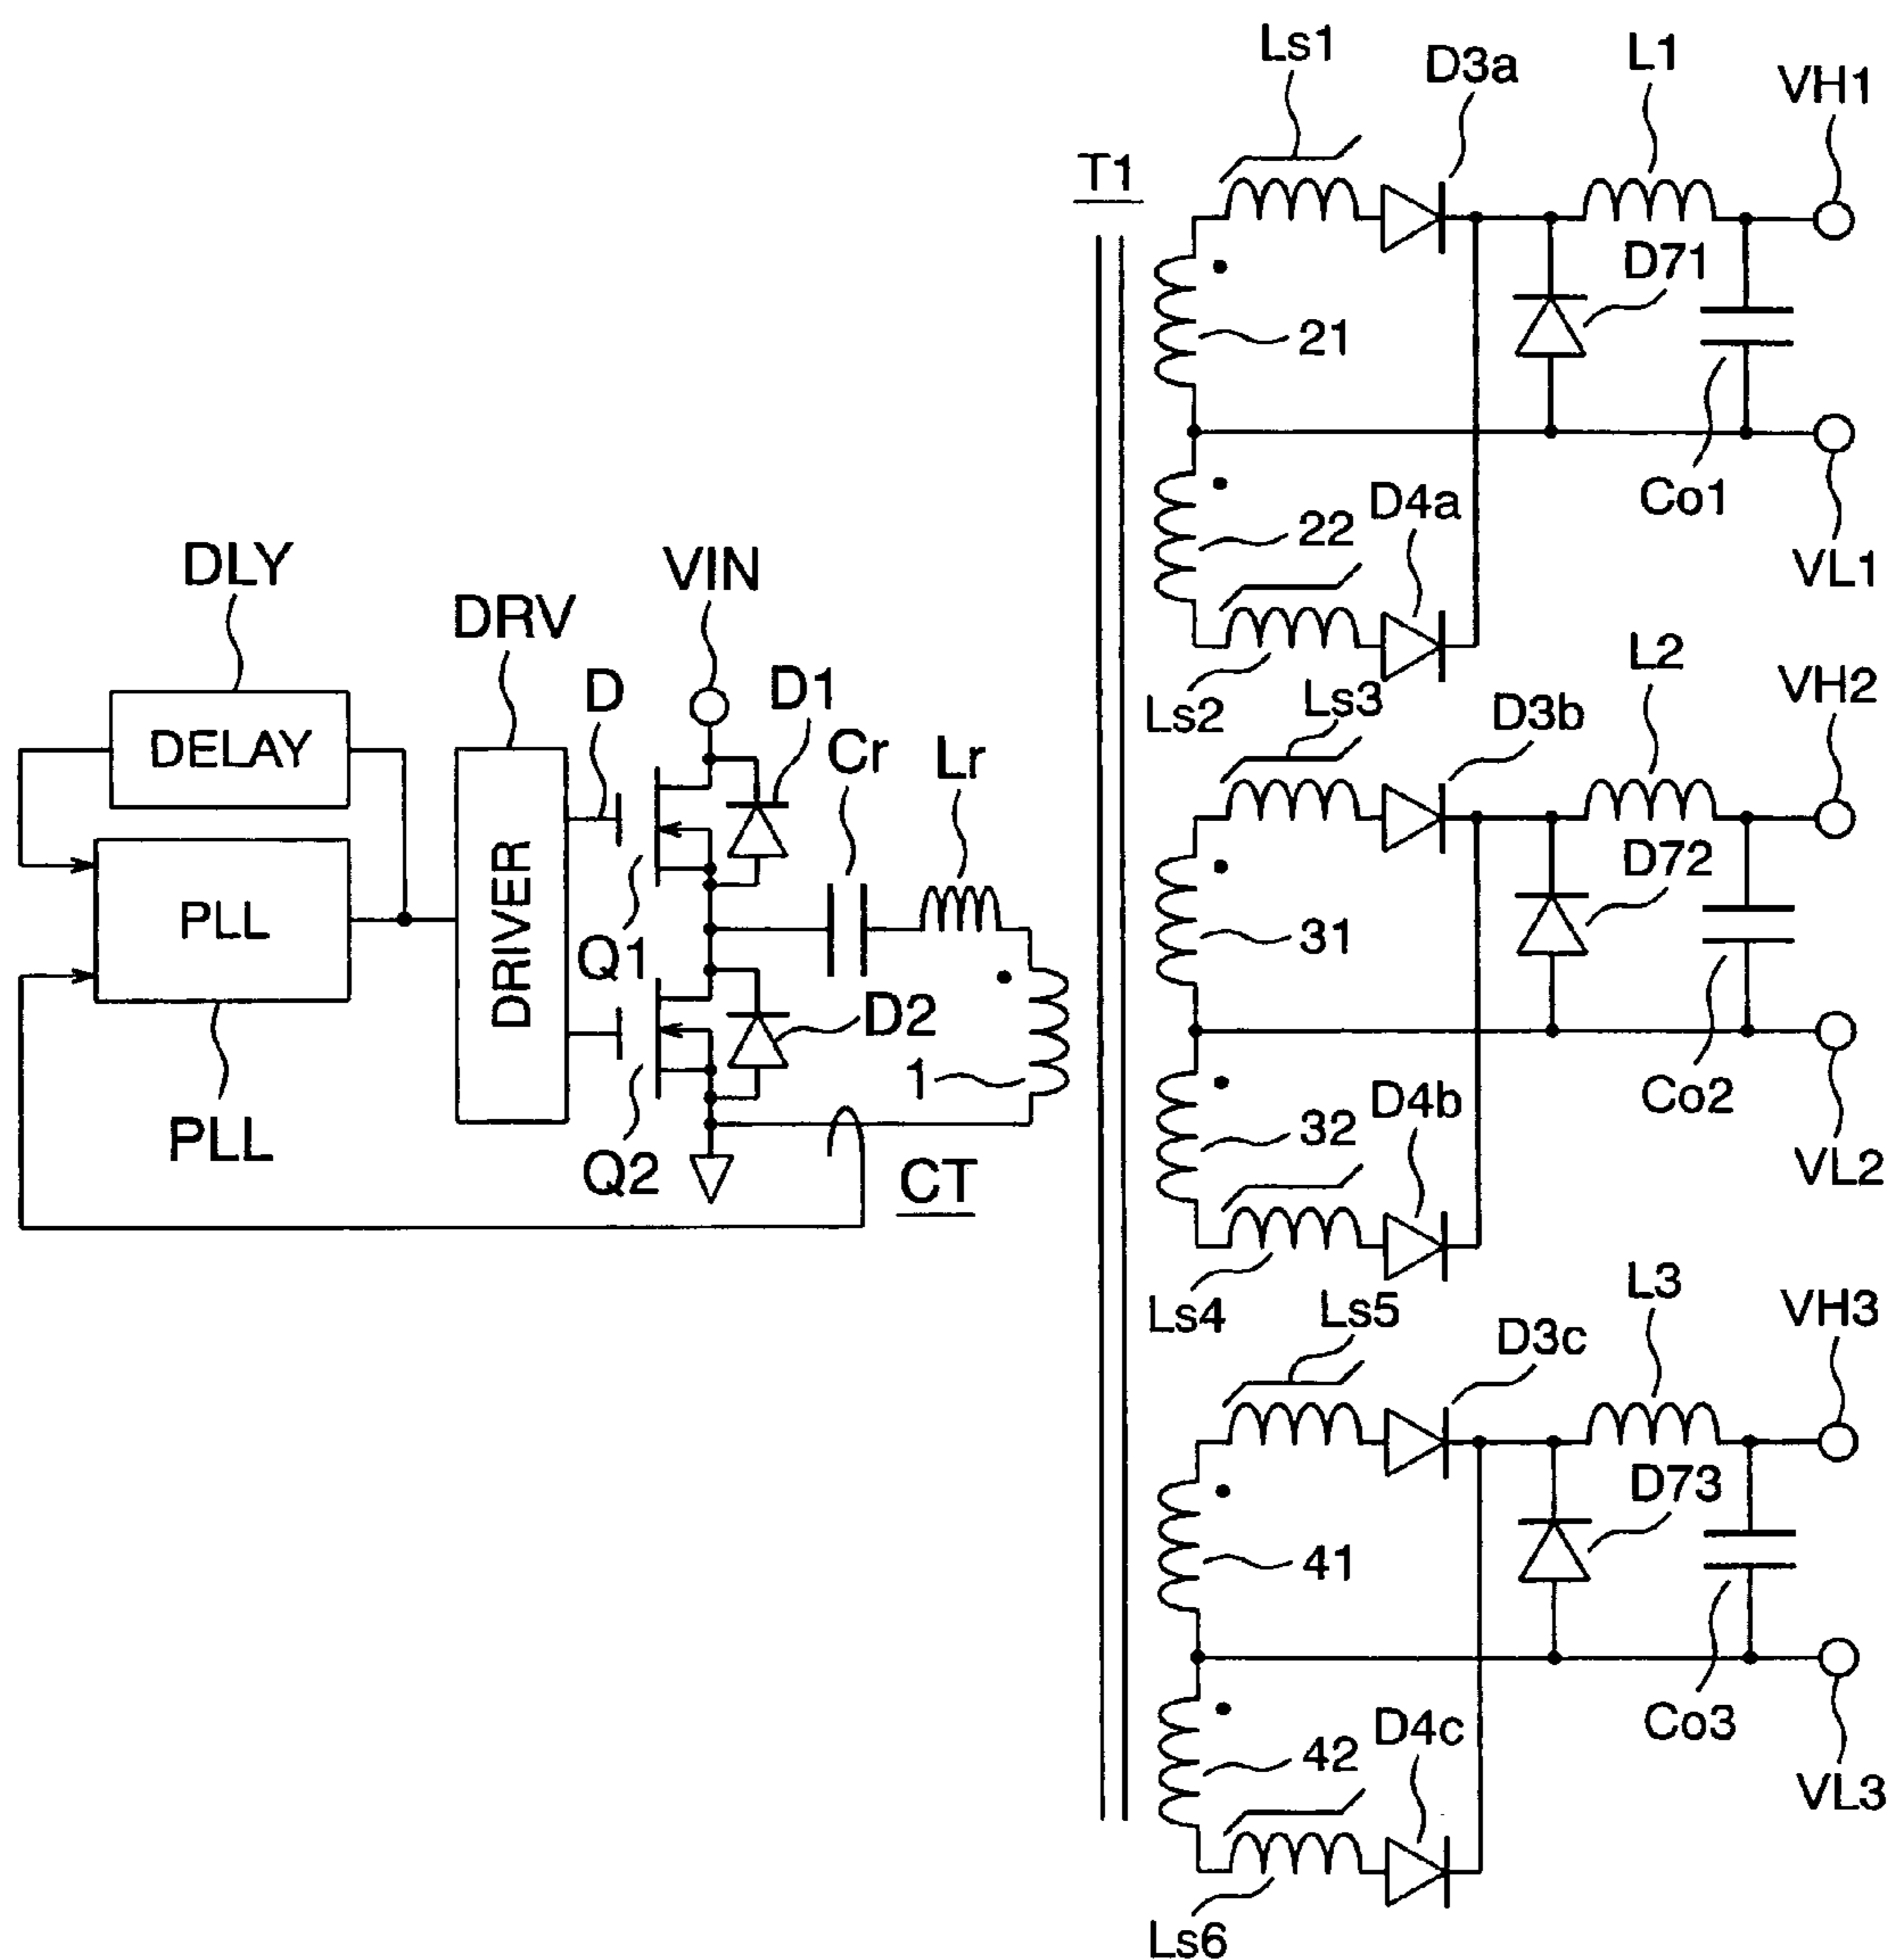 Ls1
D3a
L1
VH1
T1
D71
21
Co1
VL1
22
D4a
Ls2
DLY
DRV
VIN
D
D1
Cr
Lr
DELAY
PLL
DRIVER
Q1
D2
1
Q2
PLL
CT
Ls3
D3b
L2
VH2
D72
31
Co2
VL2
32
D4b
Ls4
Ls5
D3c
L3
VH3
D73
41
Co3
VL3
42
D4c
Ls6